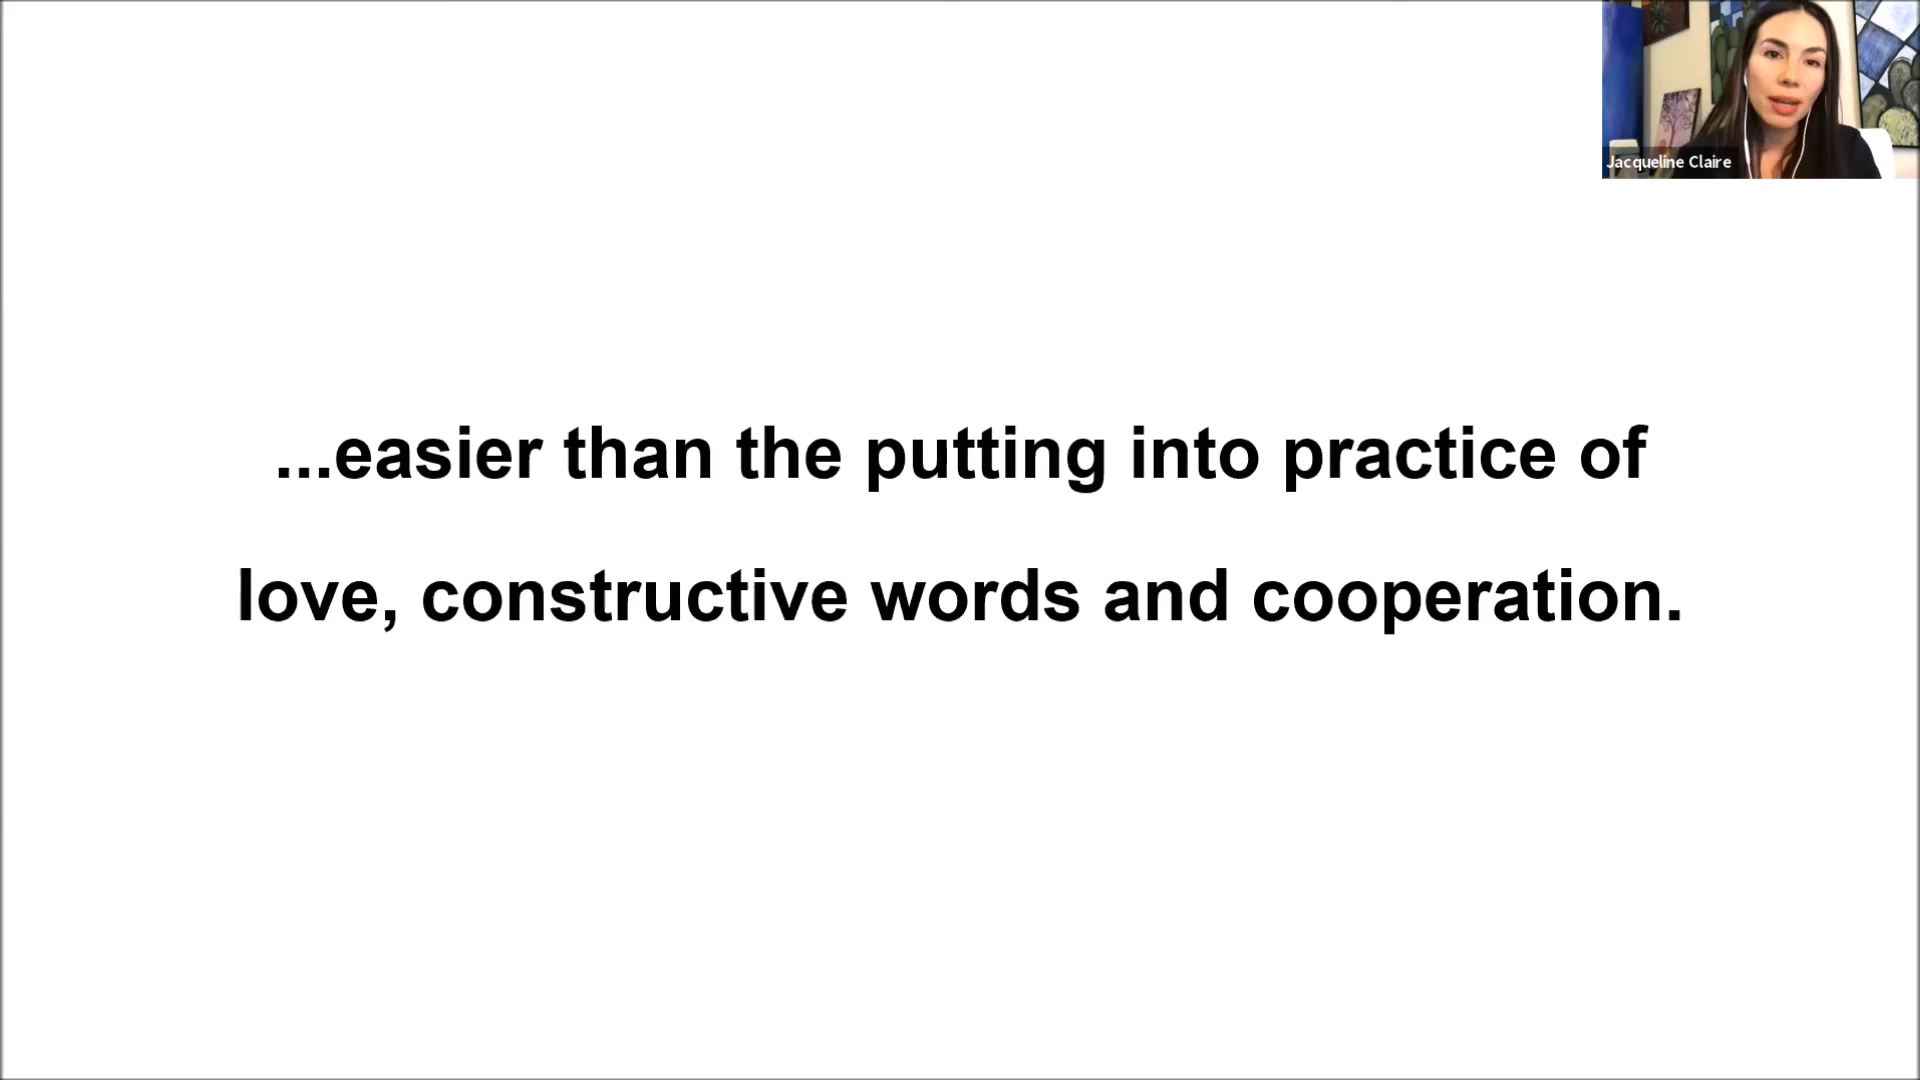 Jacqueline Claire
...easier than the putting into practice of
love, constructive words and cooperation.